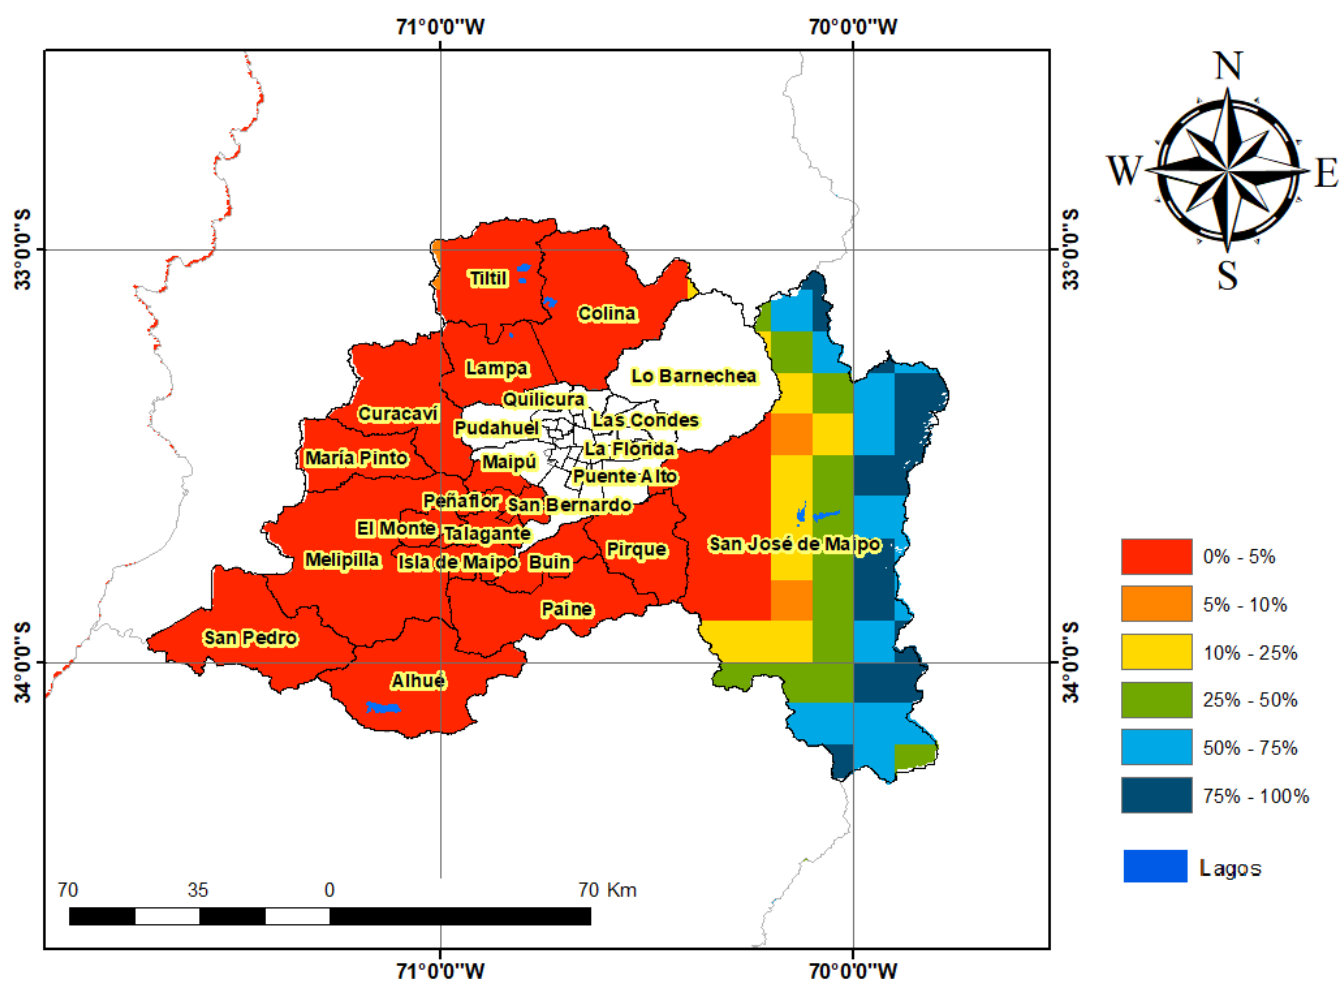 71°0'0"W 70°0'0"W
N
W E
S
33°0'0"S 33°0'0"S
Tiltil
Colina
Lampa
Lo Barnechea
Quilicura
Curacaví
Las Condes
Pudahuel
La Florida
María Pinto
Maipú
Puente Alto
Peñaflor
San Bernardo
El Monte
Talagante
San José de Maipo
Pirque
Melipilla
Isla de Maipo
Buin
Paine
San Pedro
Alhué
34°0'0"S 34°0'0"S
0% - 5%
5% - 10%
10% - 25%
25% - 50%
50% - 75%
75% - 100%
Lagos
70 35 0 70 Km
71°0'0"W 70°0'0"W